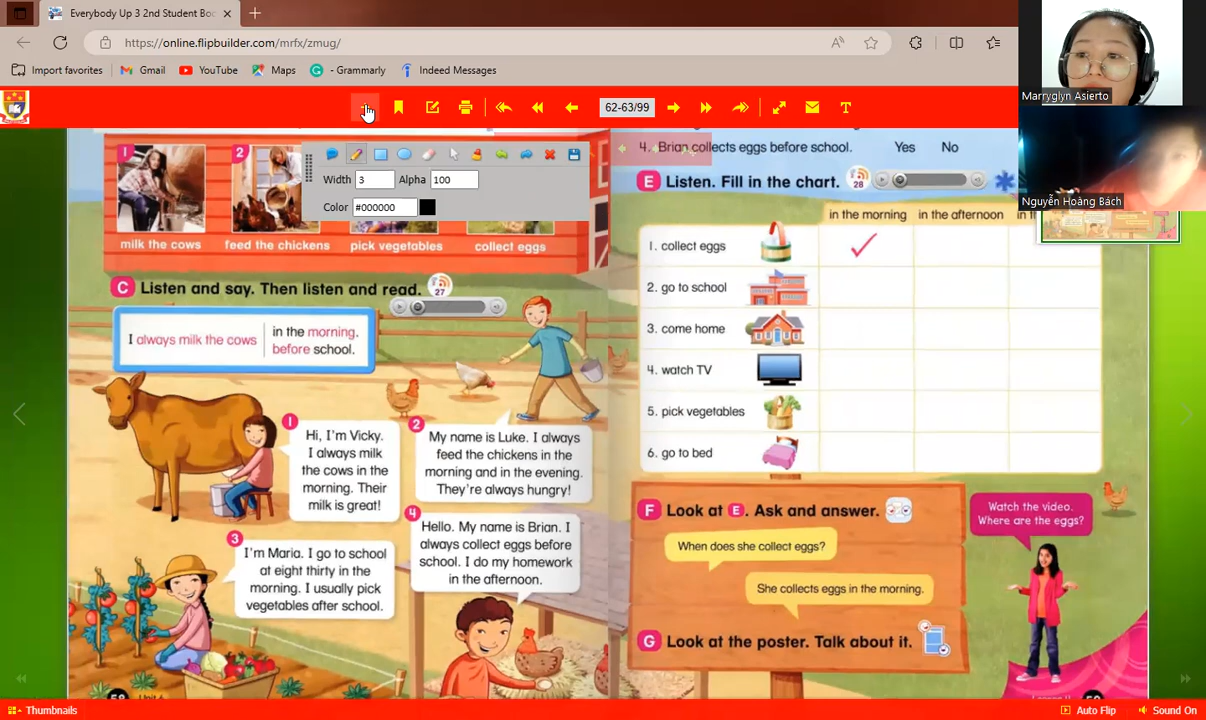 Everybody Up 3 2nd Student Boo
https://online.flipbuilder.com/mrfx/zmug/
Import favorites
Gmail
YouTube
Maps
- Grammarly
Indeed Messages
Marryglyn Asierto
62-63/99
T
Nguyễn Hoàng Bách
1
2
milk the cows
feed the chickens
pick vegetables
collect eggs
Width 3 Alpha 100
Color #000000
C Listen and say. Then listen and read.
27
I always milk the cows
in the morning.
before school.
1
Hi, I'm Vicky.
I always milk
the cows in the
morning. Their
milk is great!
2
My name is Luke. I always
feed the chickens in the
morning and in the evening.
They're always hungry!
3
I'm Maria. I go to school
at eight thirty in the
morning. I usually pick
vegetables after school.
4
Hello. My name is Brian. I
always collect eggs before
school. I do my homework
in the afternoon.
4. Brian collects eggs before school. Yes No
E Listen. Fill in the chart.
28
in the morning in the afternoon
1. collect eggs
2. go to school
3. come home
4. watch TV
5. pick vegetables
6. go to bed
F Look at E. Ask and answer.
When does she collect eggs?
She collects eggs in the morning.
G Look at the poster. Talk about it.
Watch the video.
Where are the eggs?
Thumbnails
Auto Flip
Sound On